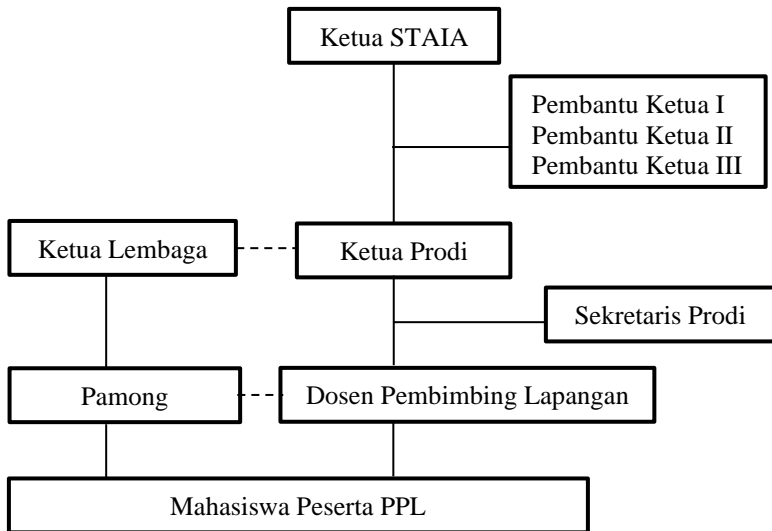 Ketua STAIA
Pembantu Ketua I
Pembantu Ketua II
Pembantu Ketua III
Ketua Lembaga
Ketua Prodi
Sekretaris Prodi
Pamong
Dosen Pembimbing Lapangan
Mahasiswa Peserta PPL